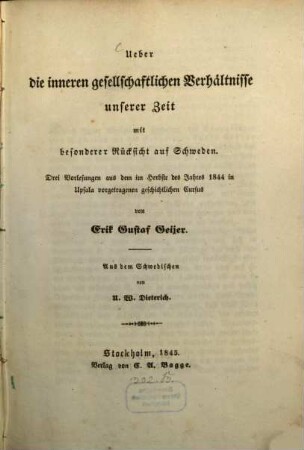 Ueber
die inneren gesellschaftlichen Verhältnisse
unserer Zeit
mit
besonderer Rücksicht auf Schweden.
Drei Vorlesungen aus dem im Herbste des Jahres 1844 in
Upsala vorgetragenen geschichtlichen Cursus
von
Erik Gustaf Geijer.
Aus dem Schwedischen
von
U. W. Dieterich.
Stockholm, 1845.
Verlag von C. A. Bagge.